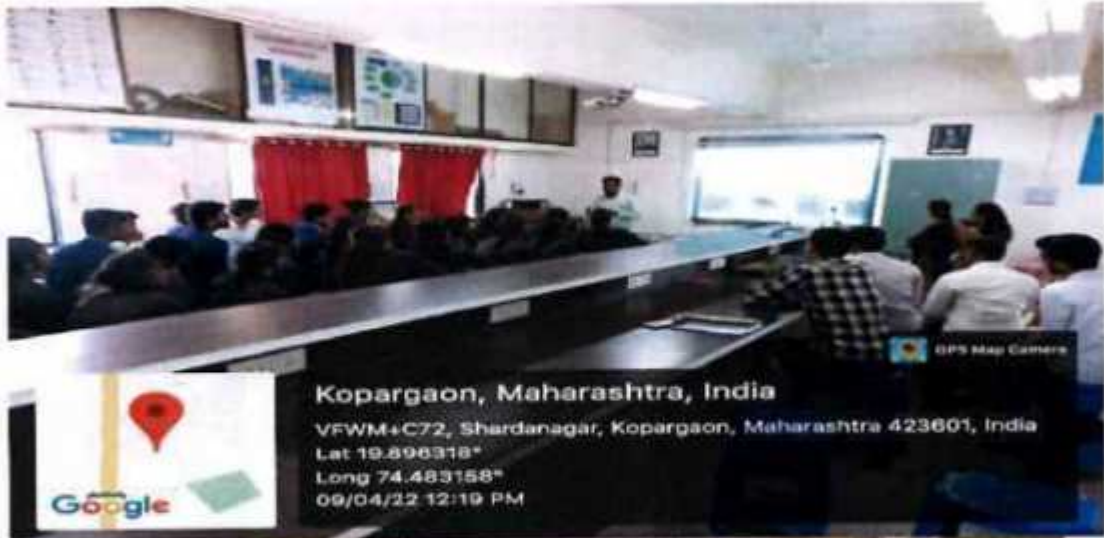 GPS Map Camera
Kopargaon, Maharashtra, India
VFWM+C72, Shardanagar, Kopargaon, Maharashtra 423601, India
Lat 19.896318°
Long 74.483158°
09/04/22 12:19 PM
Google